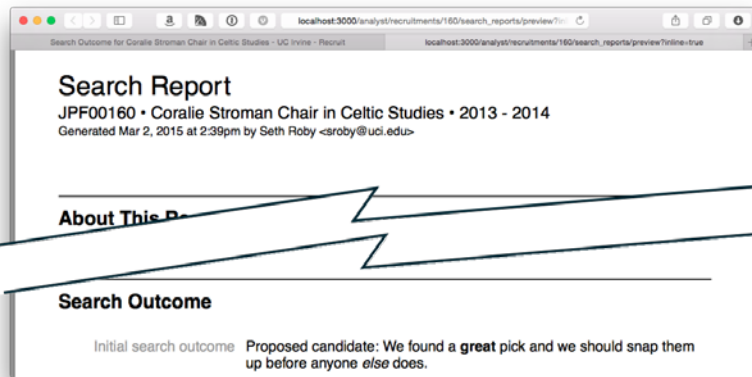 localhost:3000/analyst/recruitments/160/search_reports/preview?in
Search Outcome for Coralie Stroman Chair in Celtic Studies - UC Irvine - Recruit
localhost:3000/analyst/recruitments/160/search_reports/preview?inline=true
Search Report
JPF00160 • Coralie Stroman Chair in Celtic Studies • 2013 - 2014
Generated Mar 2, 2015 at 2:39pm by Seth Roby <sroby@uci.edu>
About This
Search Outcome
Initial search outcome Proposed candidate: We found a great pick and we should snap them
up before anyone else does.